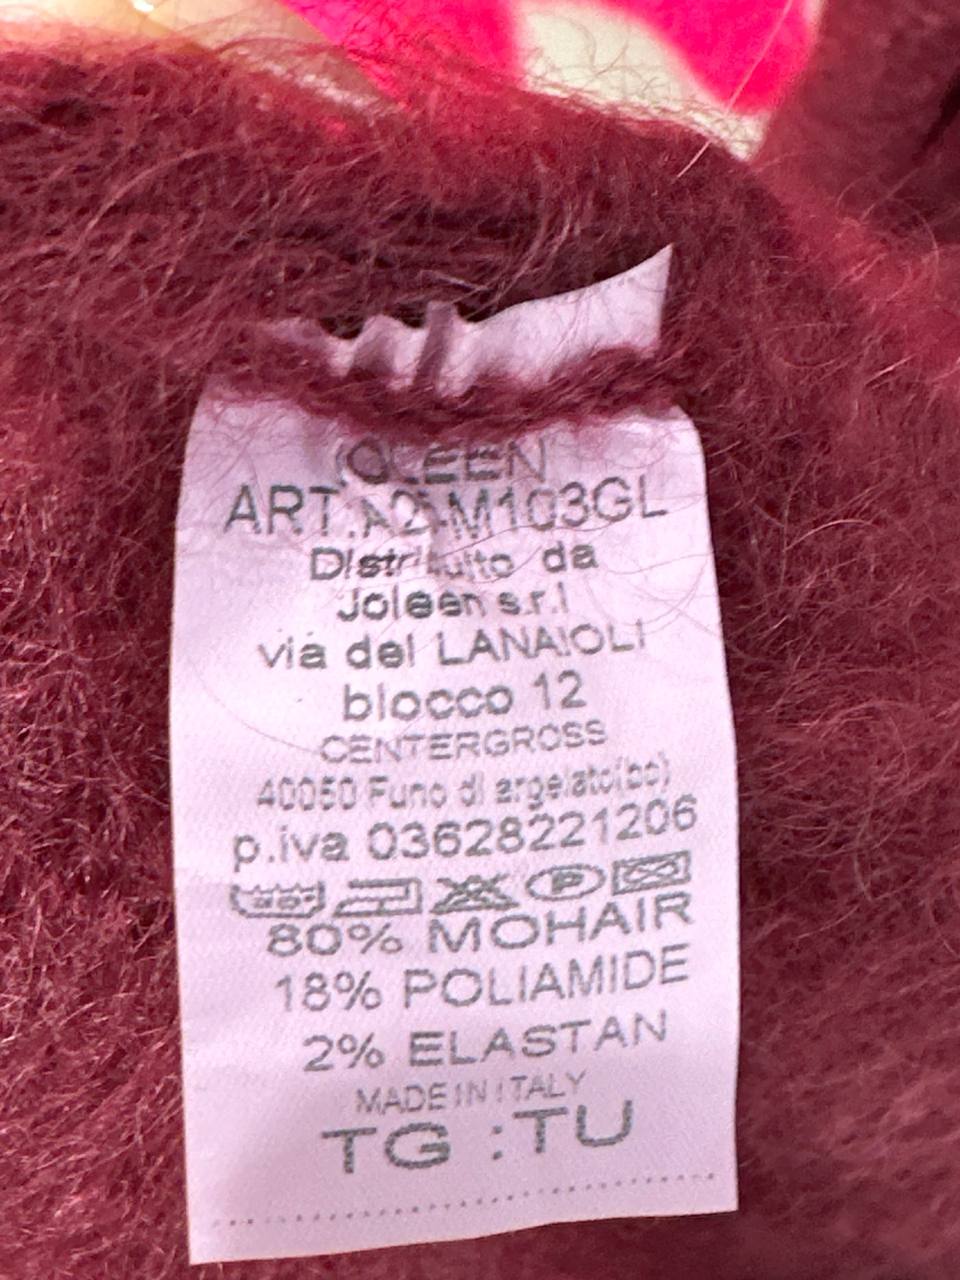 JOLEEN
ART.A2-M103GL
Distribuito da
Joleen s.r.l
via dei LANAIOLI
blocco 12
CENTERGROSS
40050 Funo di argelato(bo)
p.iva 03628221206
80% MOHAIR
18% POLIAMIDE
2% ELASTAN
MADE IN ITALY
TG :TU